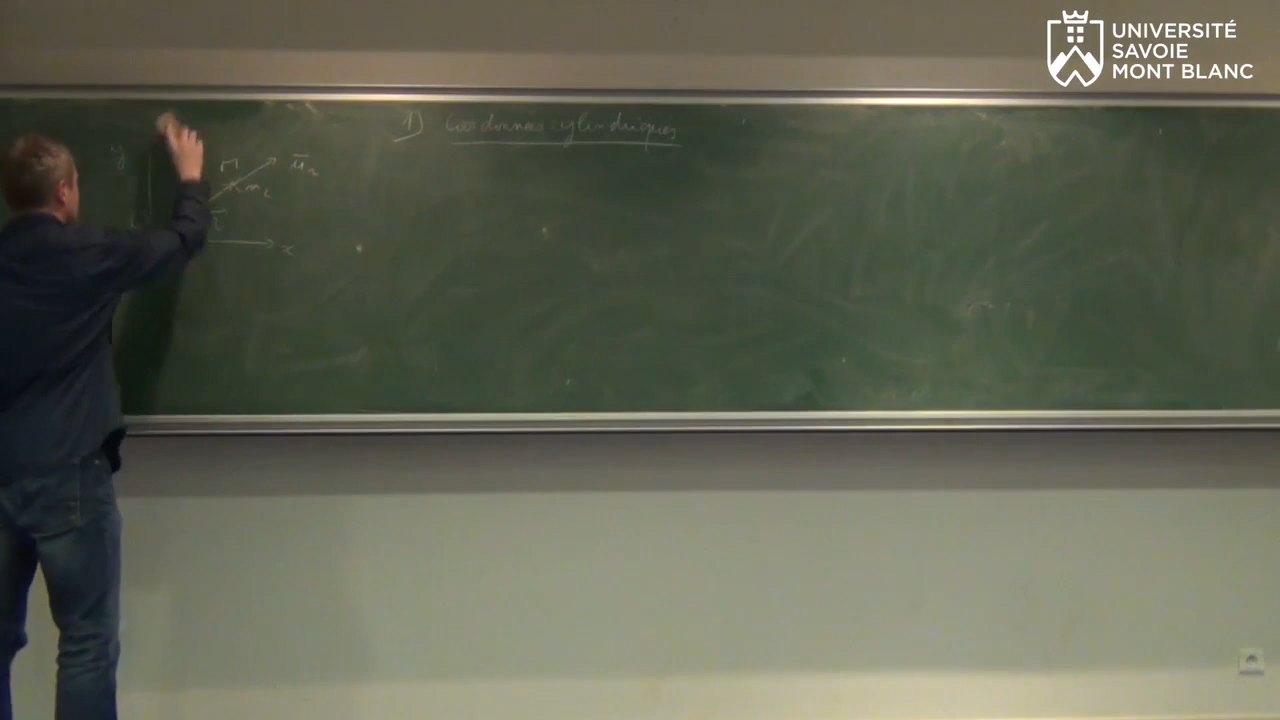 UNIVERSITÉ
SAVOIE
MONT BLANC
1) Coordonnées cylindriques
y
M
x